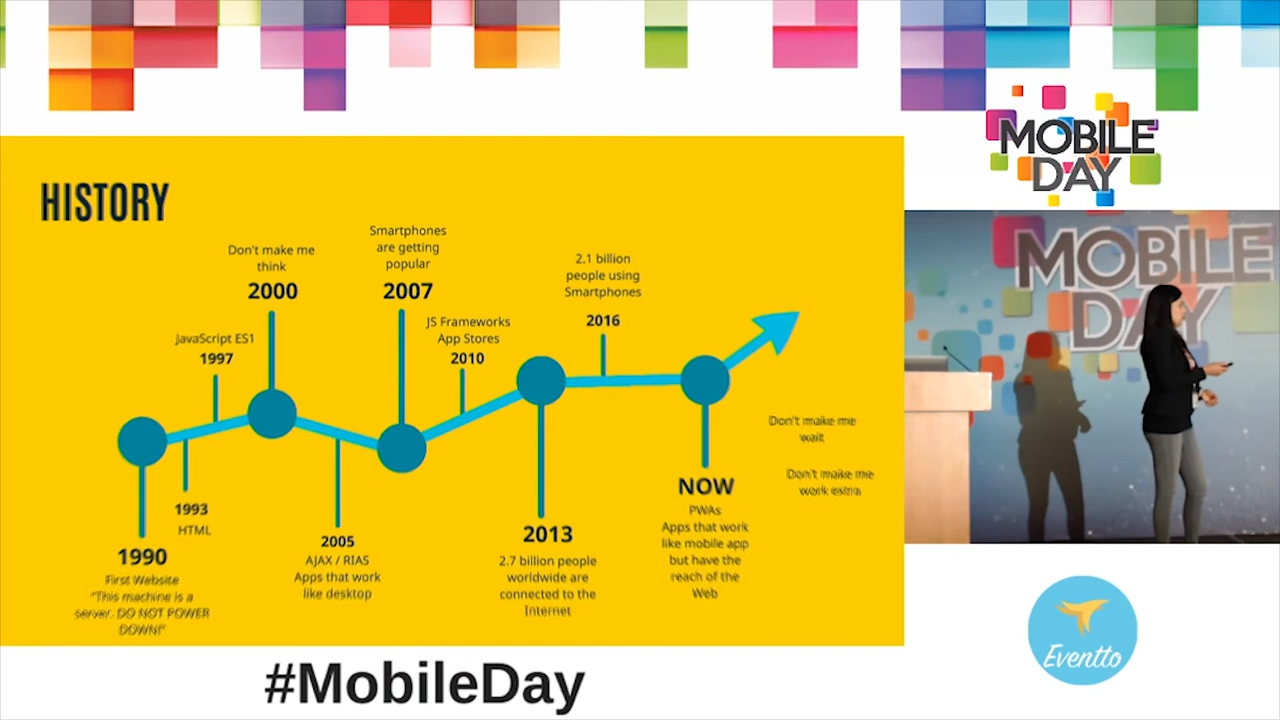 MOBILE
DAY
HISTORY
Don't make me
think
2000
Smartphones
are getting
popular
2007
2.1 billion
people using
Smartphones
2016
JavaScript ES1
1997
JS Frameworks
App Stores
2010
MOBILE
DAY
1993
HTML
1990
First Website
"This machine is a
server. DO NOT POWER
DOWN!"
2005
AJAX / RIAS
Apps that work
like desktop
2013
2.7 billion people
worldwide are
connected to the
Internet
NOW
PWAs
Apps that work
like mobile app
but have the
reach of the
Web
Don't make me
wait
Don't make me
work extra
Eventto
#MobileDay